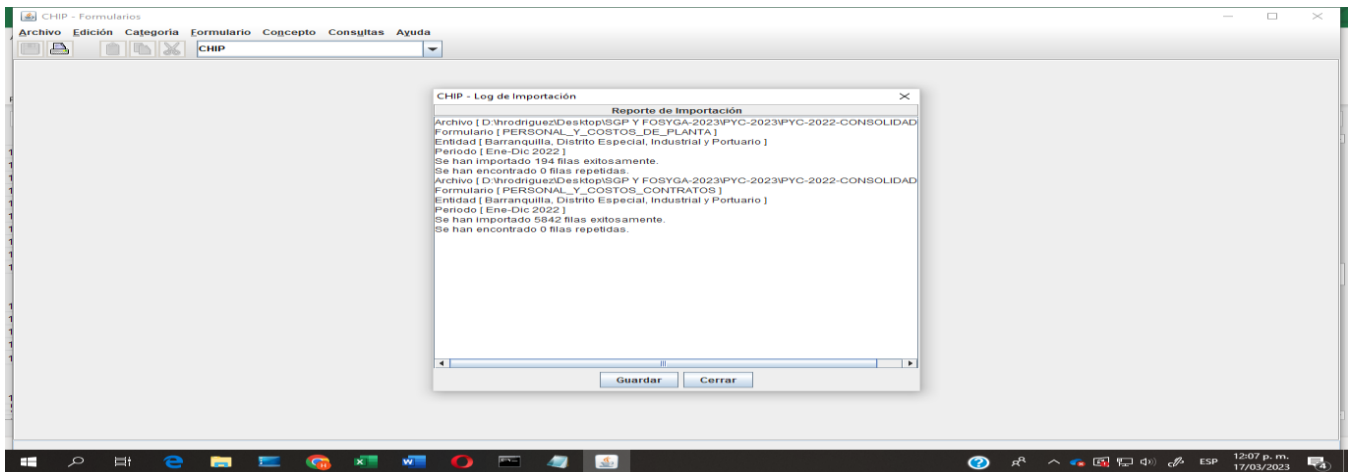 CHIP - Formularios
Archivo Edición Categoría Formulario Concepto Consultas Ayuda
CHIP
CHIP - Log de Importación
Reporte de Importación
Archivo [ D:\hrodriguez\Desktop\SGP Y FOSYGA-2023\PYC-2023\PYC-2022-CONSOLIDAD
Formulario [ PERSONAL_Y_COSTOS_DE_PLANTA ]
Entidad [ Barranquilla, Distrito Especial, Industrial y Portuario ]
Periodo [ Ene-Dic 2022 ]
Se han importado 194 filas exitosamente.
Se han encontrado 0 filas repetidas.
Archivo [ D:\hrodriguez\Desktop\SGP Y FOSYGA-2023\PYC-2023\PYC-2022-CONSOLIDAD
Formulario [ PERSONAL_Y_COSTOS_CONTRATOS ]
Entidad [ Barranquilla, Distrito Especial, Industrial y Portuario ]
Periodo [ Ene-Dic 2022 ]
Se han importado 5842 filas exitosamente.
Se han encontrado 0 filas repetidas.
Guardar Cerrar
ESP
12:07 p. m.
17/03/2023